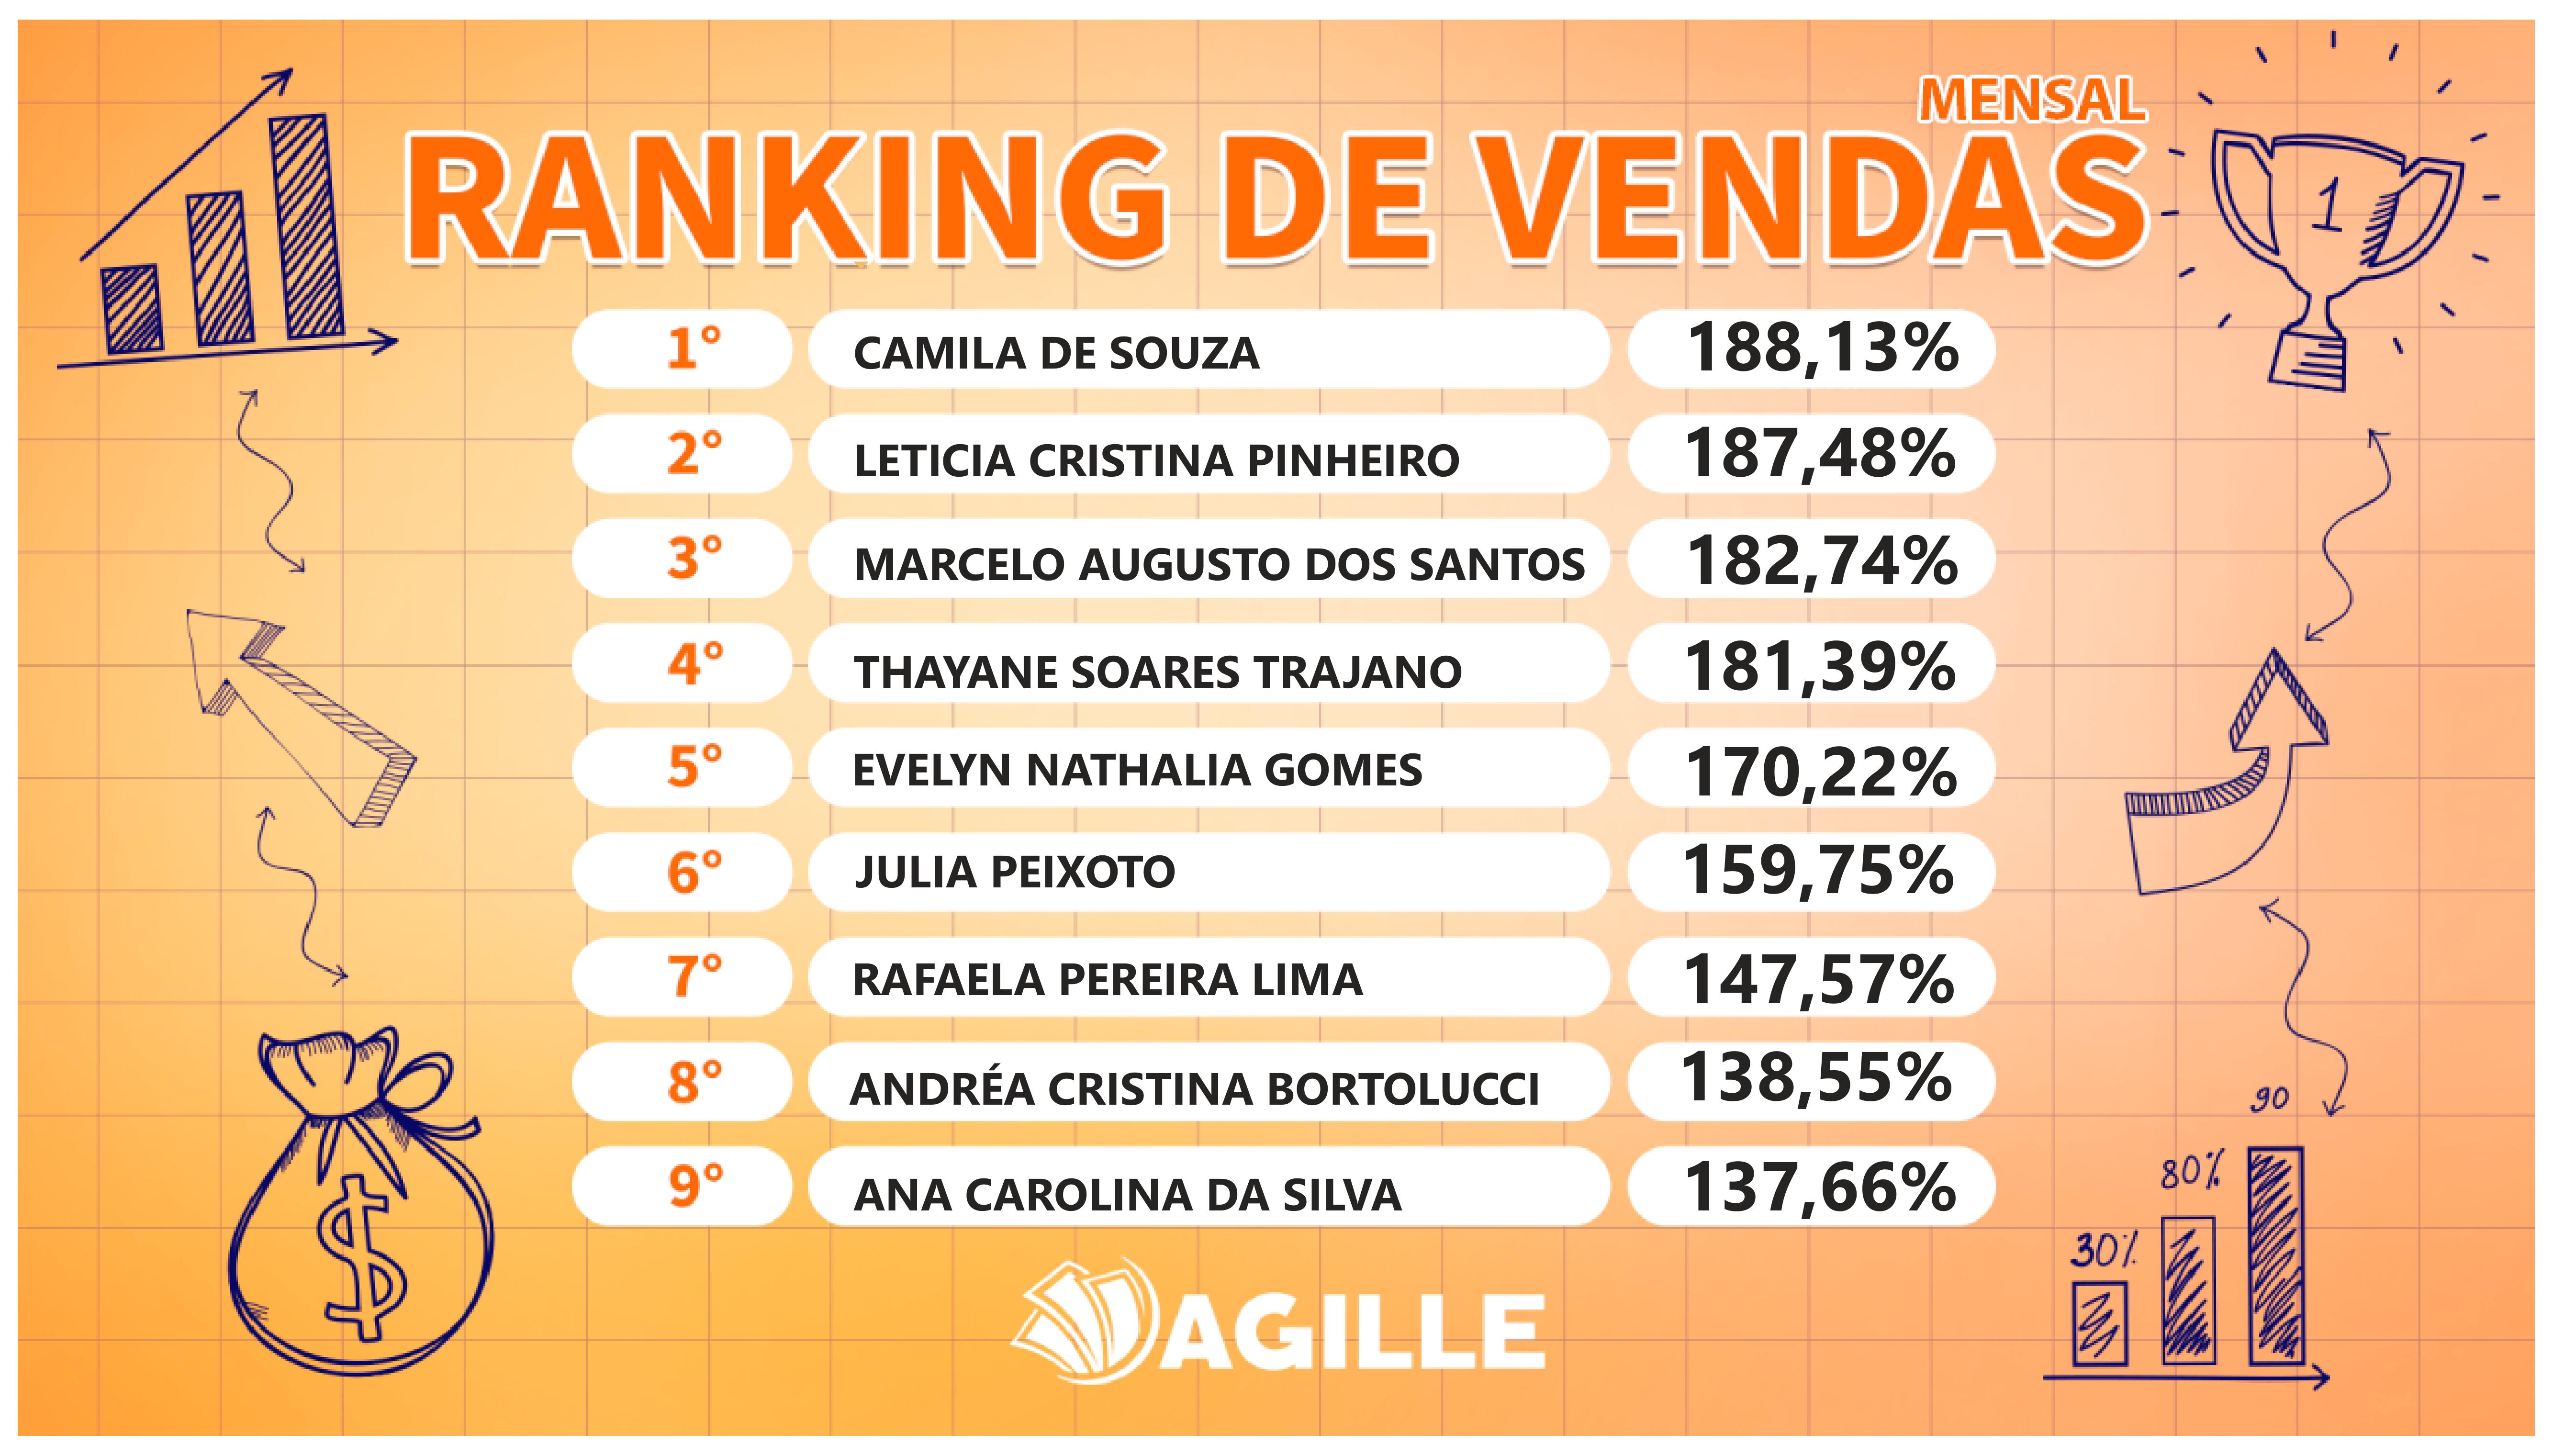 MENSAL
RANKING DE VENDAS
1
1° CAMILA DE SOUZA 188,13%
2° LETICIA CRISTINA PINHEIRO 187,48%
3° MARCELO AUGUSTO DOS SANTOS 182,74%
4° THAYANE SOARES TRAJANO 181,39%
5° EVELYN NATHALIA GOMES 170,22%
6° JULIA PEIXOTO 159,75%
7° RAFAELA PEREIRA LIMA 147,57%
8° ANDRÉA CRISTINA BORTOLUCCI 138,55%
9° ANA CAROLINA DA SILVA 137,66%
$
90
80%
30%
AGILLE